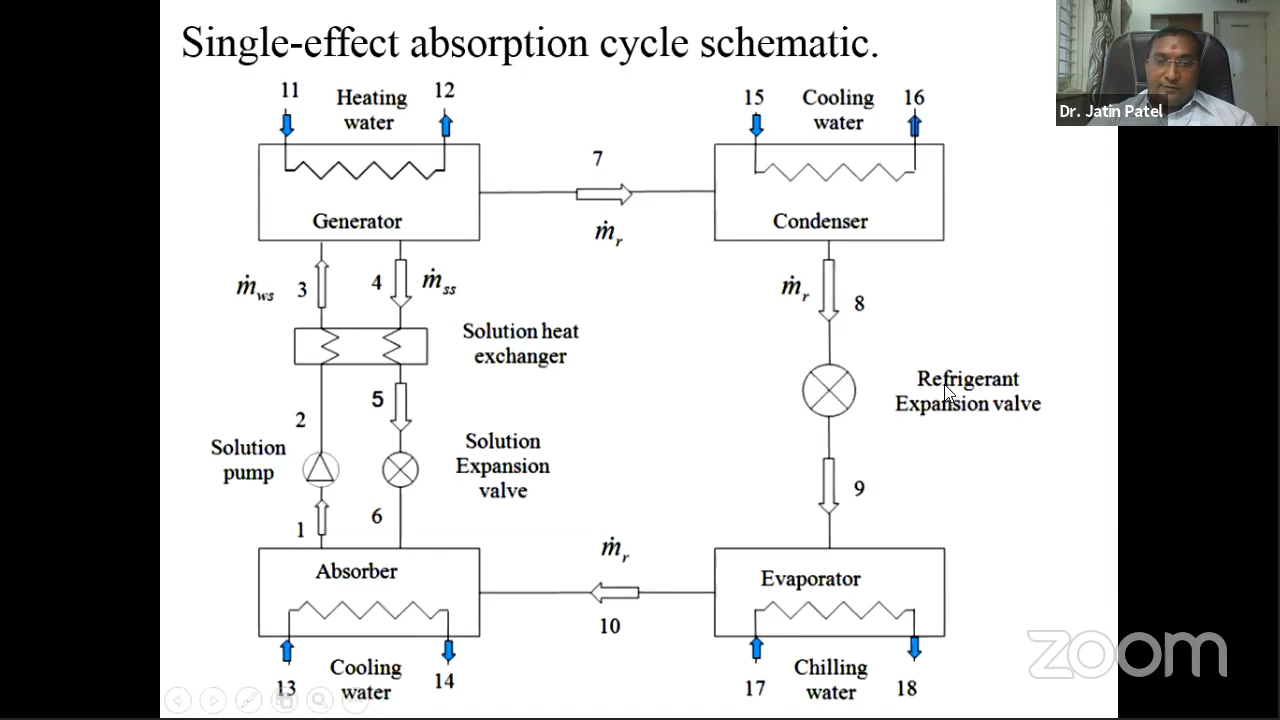 Single-effect absorption cycle schematic.
Dr. Jatin Patel
11
Heating
water
12
15
Cooling
water
16
7
Generator
Condenser
ṁr
ṁws
3
4
ṁss
ṁr
8
Solution heat
exchanger
5
Refrigerant
Expansion valve
2
Solution
pump
Solution
Expansion
valve
9
1
6
ṁr
Absorber
Evaporator
10
13
Cooling
water
14
17
Chilling
water
18
zoom